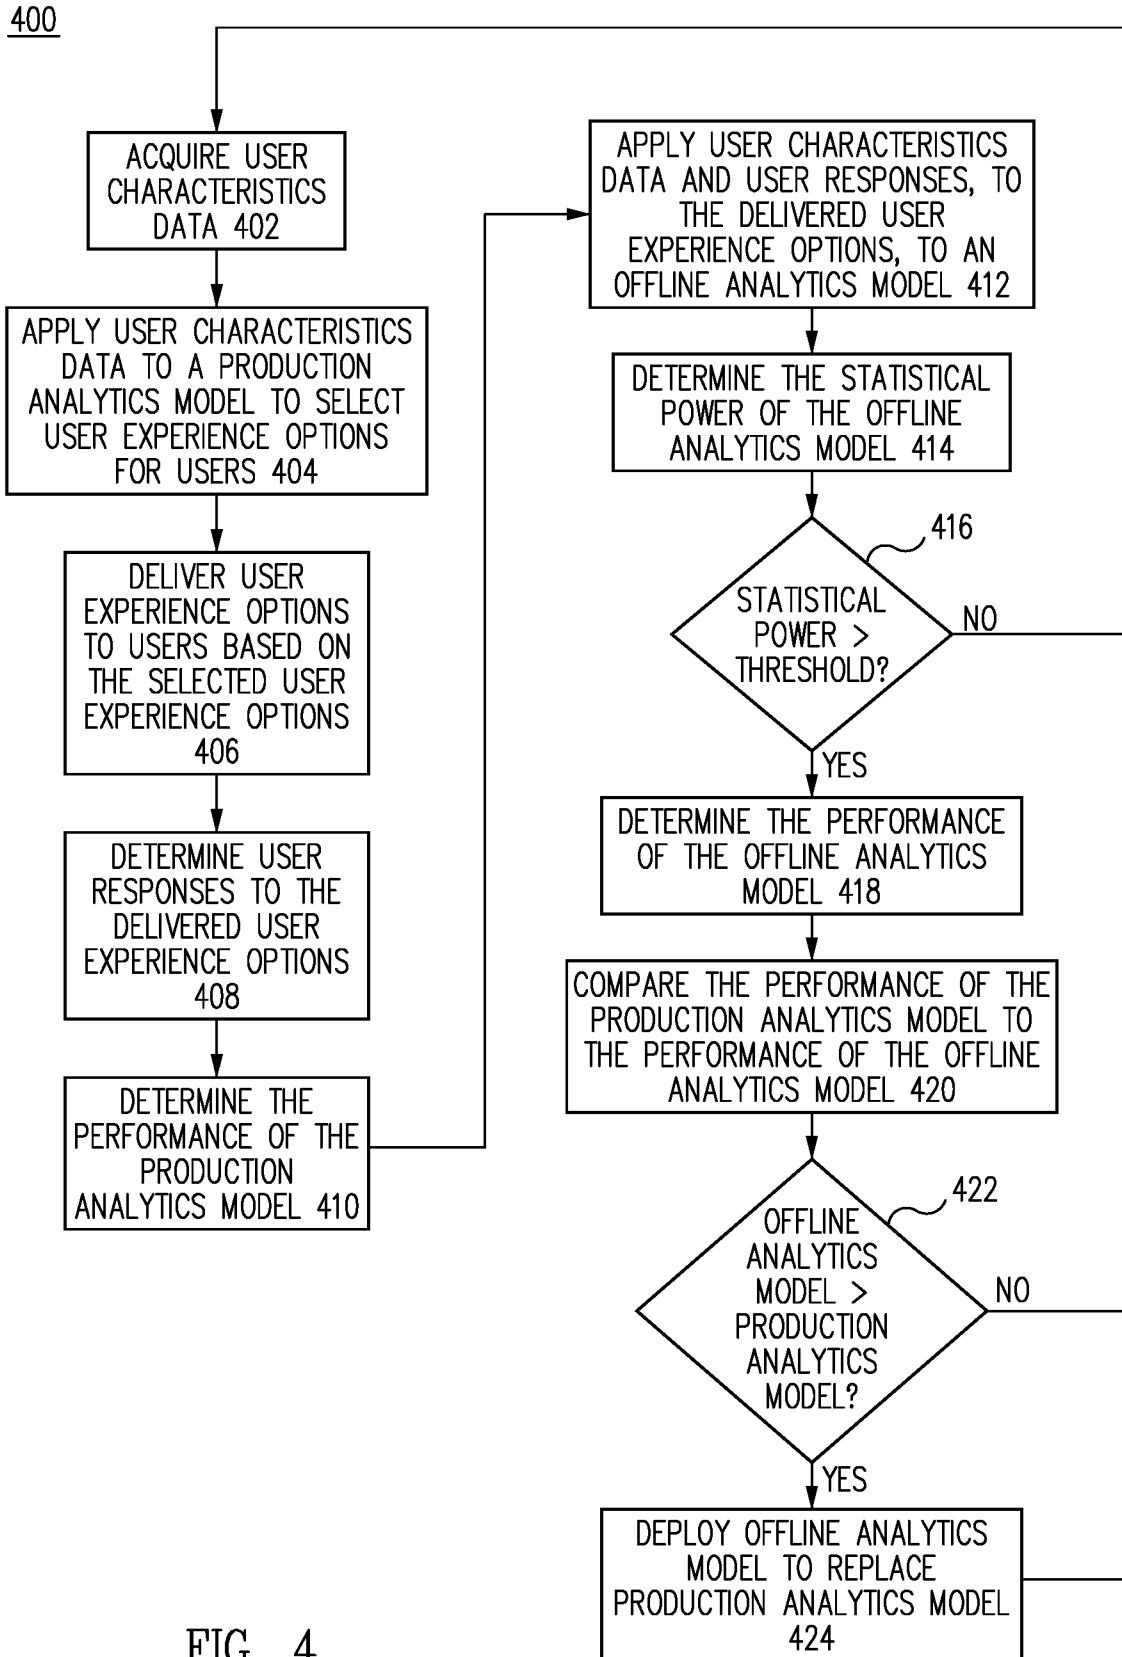 400
ACQUIRE USER
CHARACTERISTICS
DATA 402
APPLY USER CHARACTERISTICS
DATA TO A PRODUCTION
ANALYTICS MODEL TO SELECT
USER EXPERIENCE OPTIONS
FOR USERS 404
DELIVER USER
EXPERIENCE OPTIONS
TO USERS BASED ON
THE SELECTED USER
EXPERIENCE OPTIONS
406
DETERMINE USER
RESPONSES TO THE
DELIVERED USER
EXPERIENCE OPTIONS
408
DETERMINE THE
PERFORMANCE OF THE
PRODUCTION
ANALYTICS MODEL 410
APPLY USER CHARACTERISTICS
DATA AND USER RESPONSES, TO
THE DELIVERED USER
EXPERIENCE OPTIONS, TO AN
OFFLINE ANALYTICS MODEL 412
DETERMINE THE STATISTICAL
POWER OF THE OFFLINE
ANALYTICS MODEL 414
416
STATISTICAL
POWER >
THRESHOLD?
NO
YES
DETERMINE THE PERFORMANCE
OF THE OFFLINE ANALYTICS
MODEL 418
COMPARE THE PERFORMANCE OF THE
PRODUCTION ANALYTICS MODEL TO
THE PERFORMANCE OF THE OFFLINE
ANALYTICS MODEL 420
422
OFFLINE
ANALYTICS
MODEL >
PRODUCTION
ANALYTICS
MODEL?
NO
YES
DEPLOY OFFLINE ANALYTICS
MODEL TO REPLACE
PRODUCTION ANALYTICS MODEL
424
FIG. 4